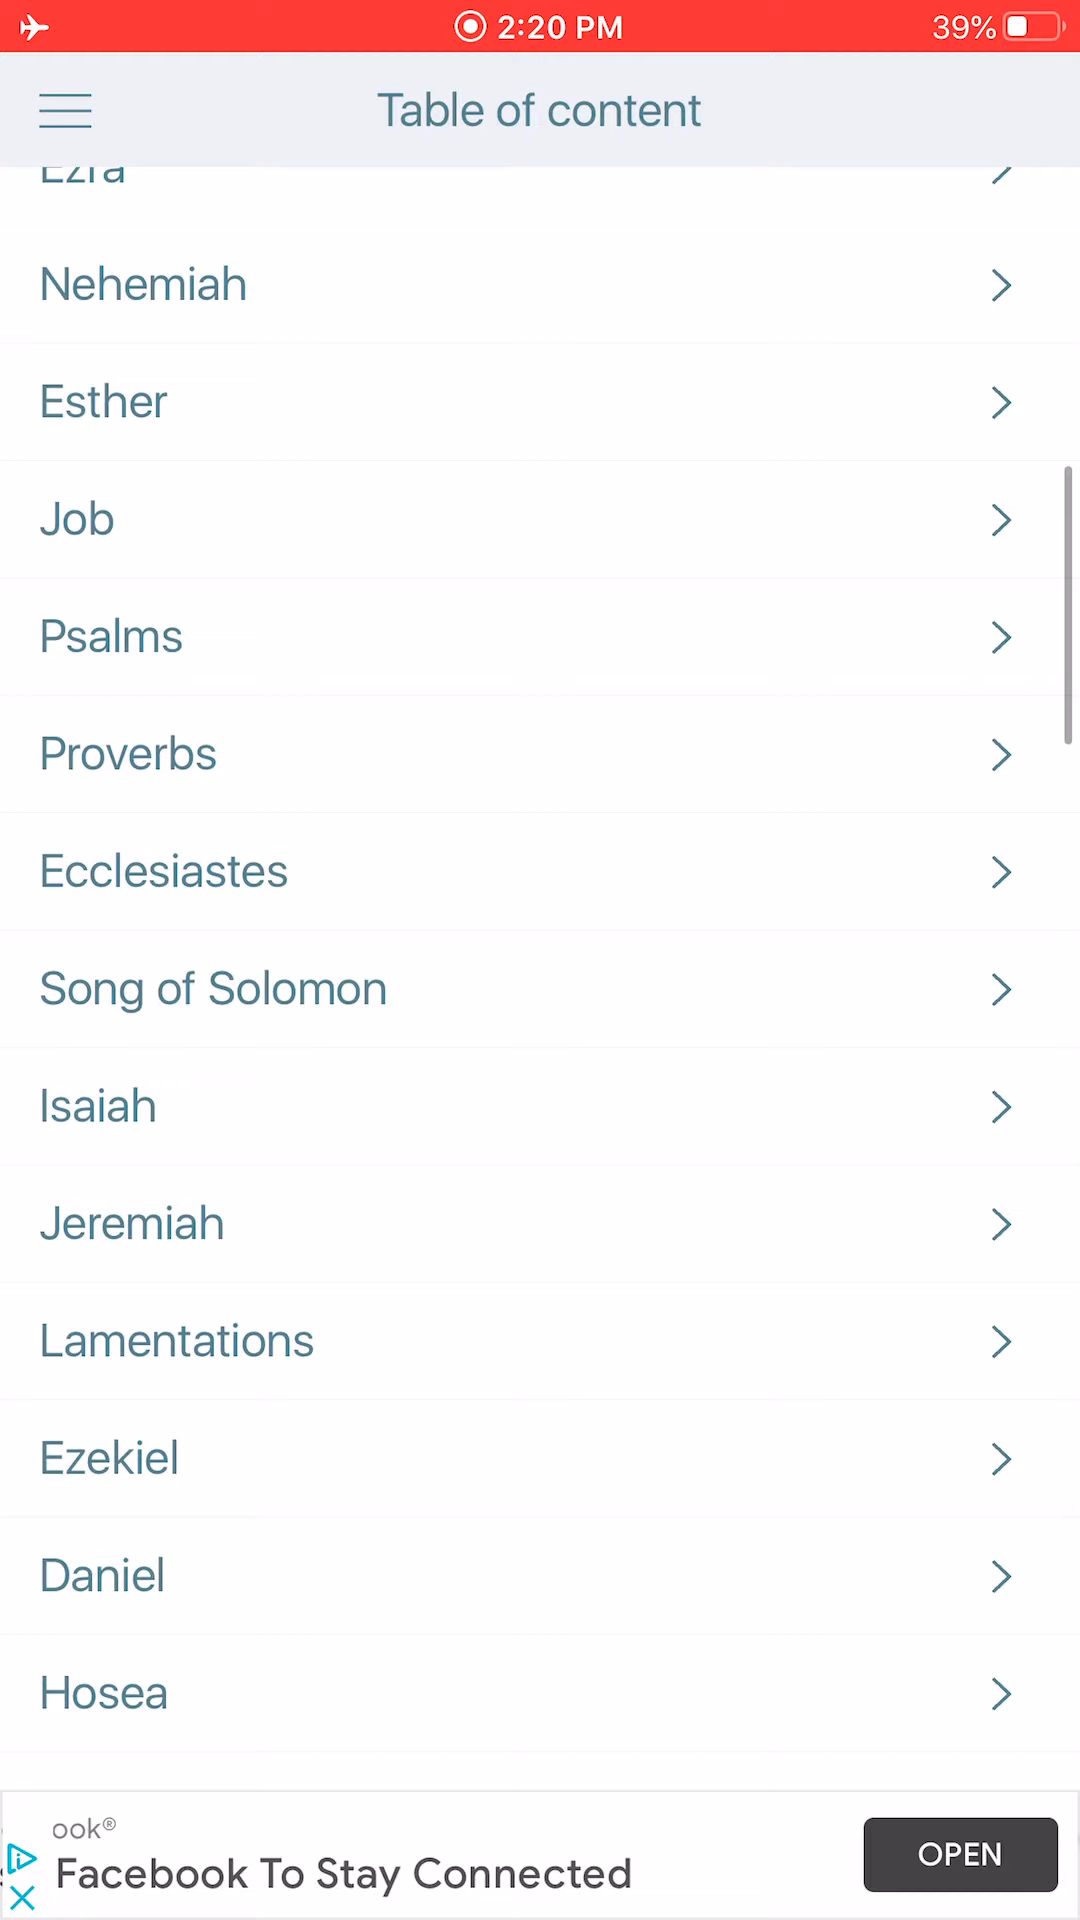 2:20 PM
39%
Table of content
Ezra
Nehemiah
Esther
Job
Psalms
Proverbs
Ecclesiastes
Song of Solomon
Isaiah
Jeremiah
Lamentations
Ezekiel
Daniel
Hosea
ook®
Facebook To Stay Connected
OPEN